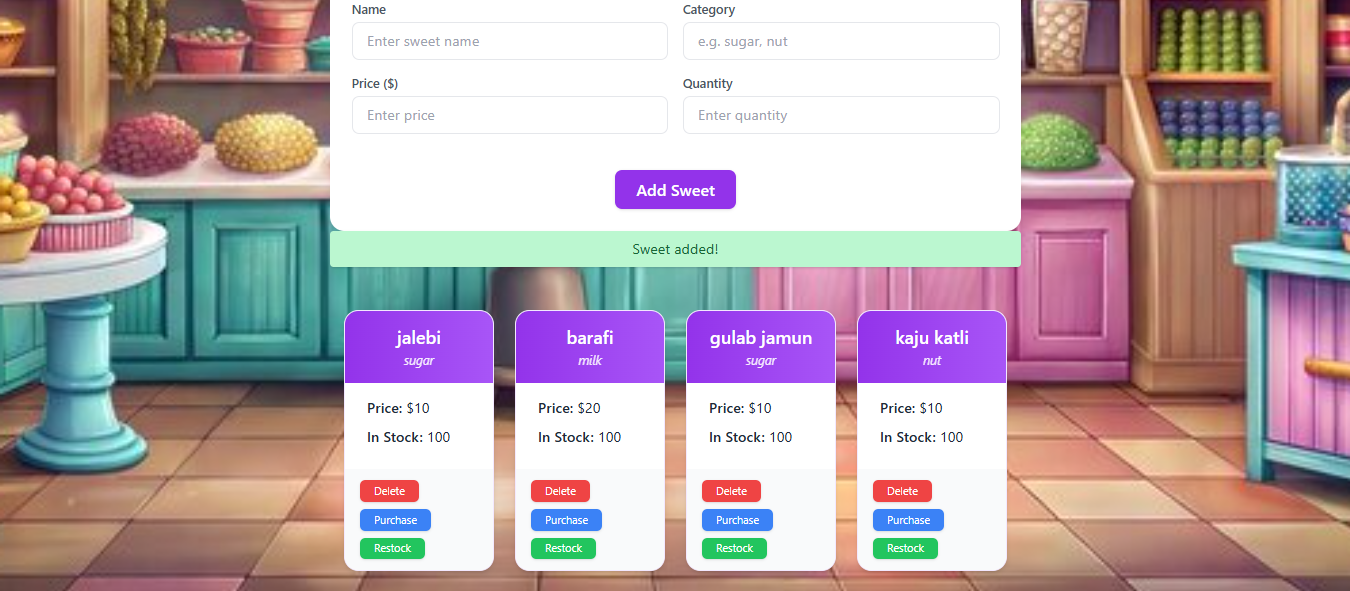 Name Category
Enter sweet name e.g. sugar, nut
Price ($) Quantity
Enter price Enter quantity
Add Sweet
Sweet added!
jalebi
sugar
Price: $10
In Stock: 100
Delete
Purchase
Restock
barafi
milk
Price: $20
In Stock: 100
Delete
Purchase
Restock
gulab jamun
sugar
Price: $10
In Stock: 100
Delete
Purchase
Restock
kaju katli
nut
Price: $10
In Stock: 100
Delete
Purchase
Restock